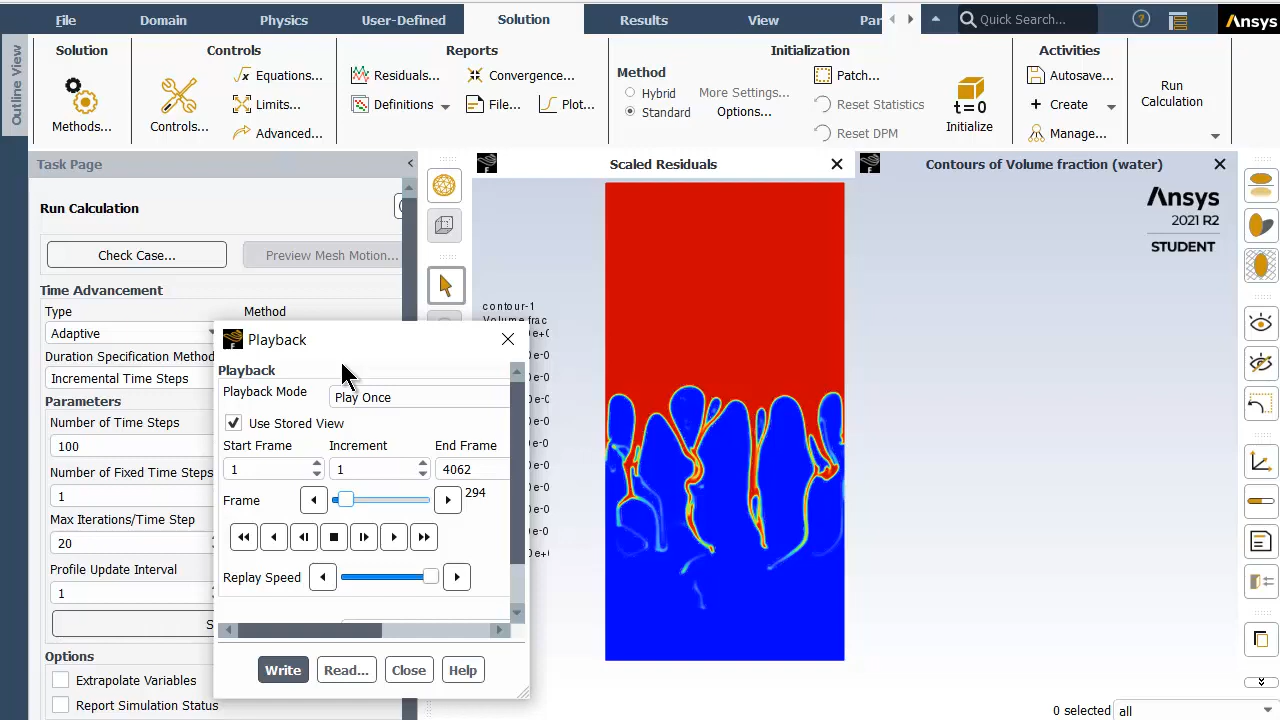 File Domain Physics User-Defined Solution Results View Par Quick Search... Ansys
Outline View
Solution Controls Reports Initialization Activities
Methods...
Controls...
Equations...
Limits...
Advanced...
Residuals...
Definitions
Convergence...
File... Plot...
Method
Hybrid
Standard
More Settings...
Options...
Patch...
Reset Statistics
Reset DPM
t=0
Initialize
Autosave...
Create
Manage...
Run
Calculation
Task Page
Run Calculation
Check Case...
Preview Mesh Motion...
Time Advancement
Type Method
Adaptive
Duration Specification Method
Incremental Time Steps
Parameters
Number of Time Steps
100
Number of Fixed Time Steps
1
Max Iterations/Time Step
20
Profile Update Interval
1
S
Options
Extrapolate Variables
Report Simulation Status
Playback
Playback
Playback Mode
Play Once
Use Stored View
Start Frame Increment End Frame
1 1 4062
Frame 294
Replay Speed
Write Read... Close Help
Scaled Residuals
Contours of Volume fraction (water)
contour-1
Volume frac
Ansys
2021 R2
STUDENT
0 selected all